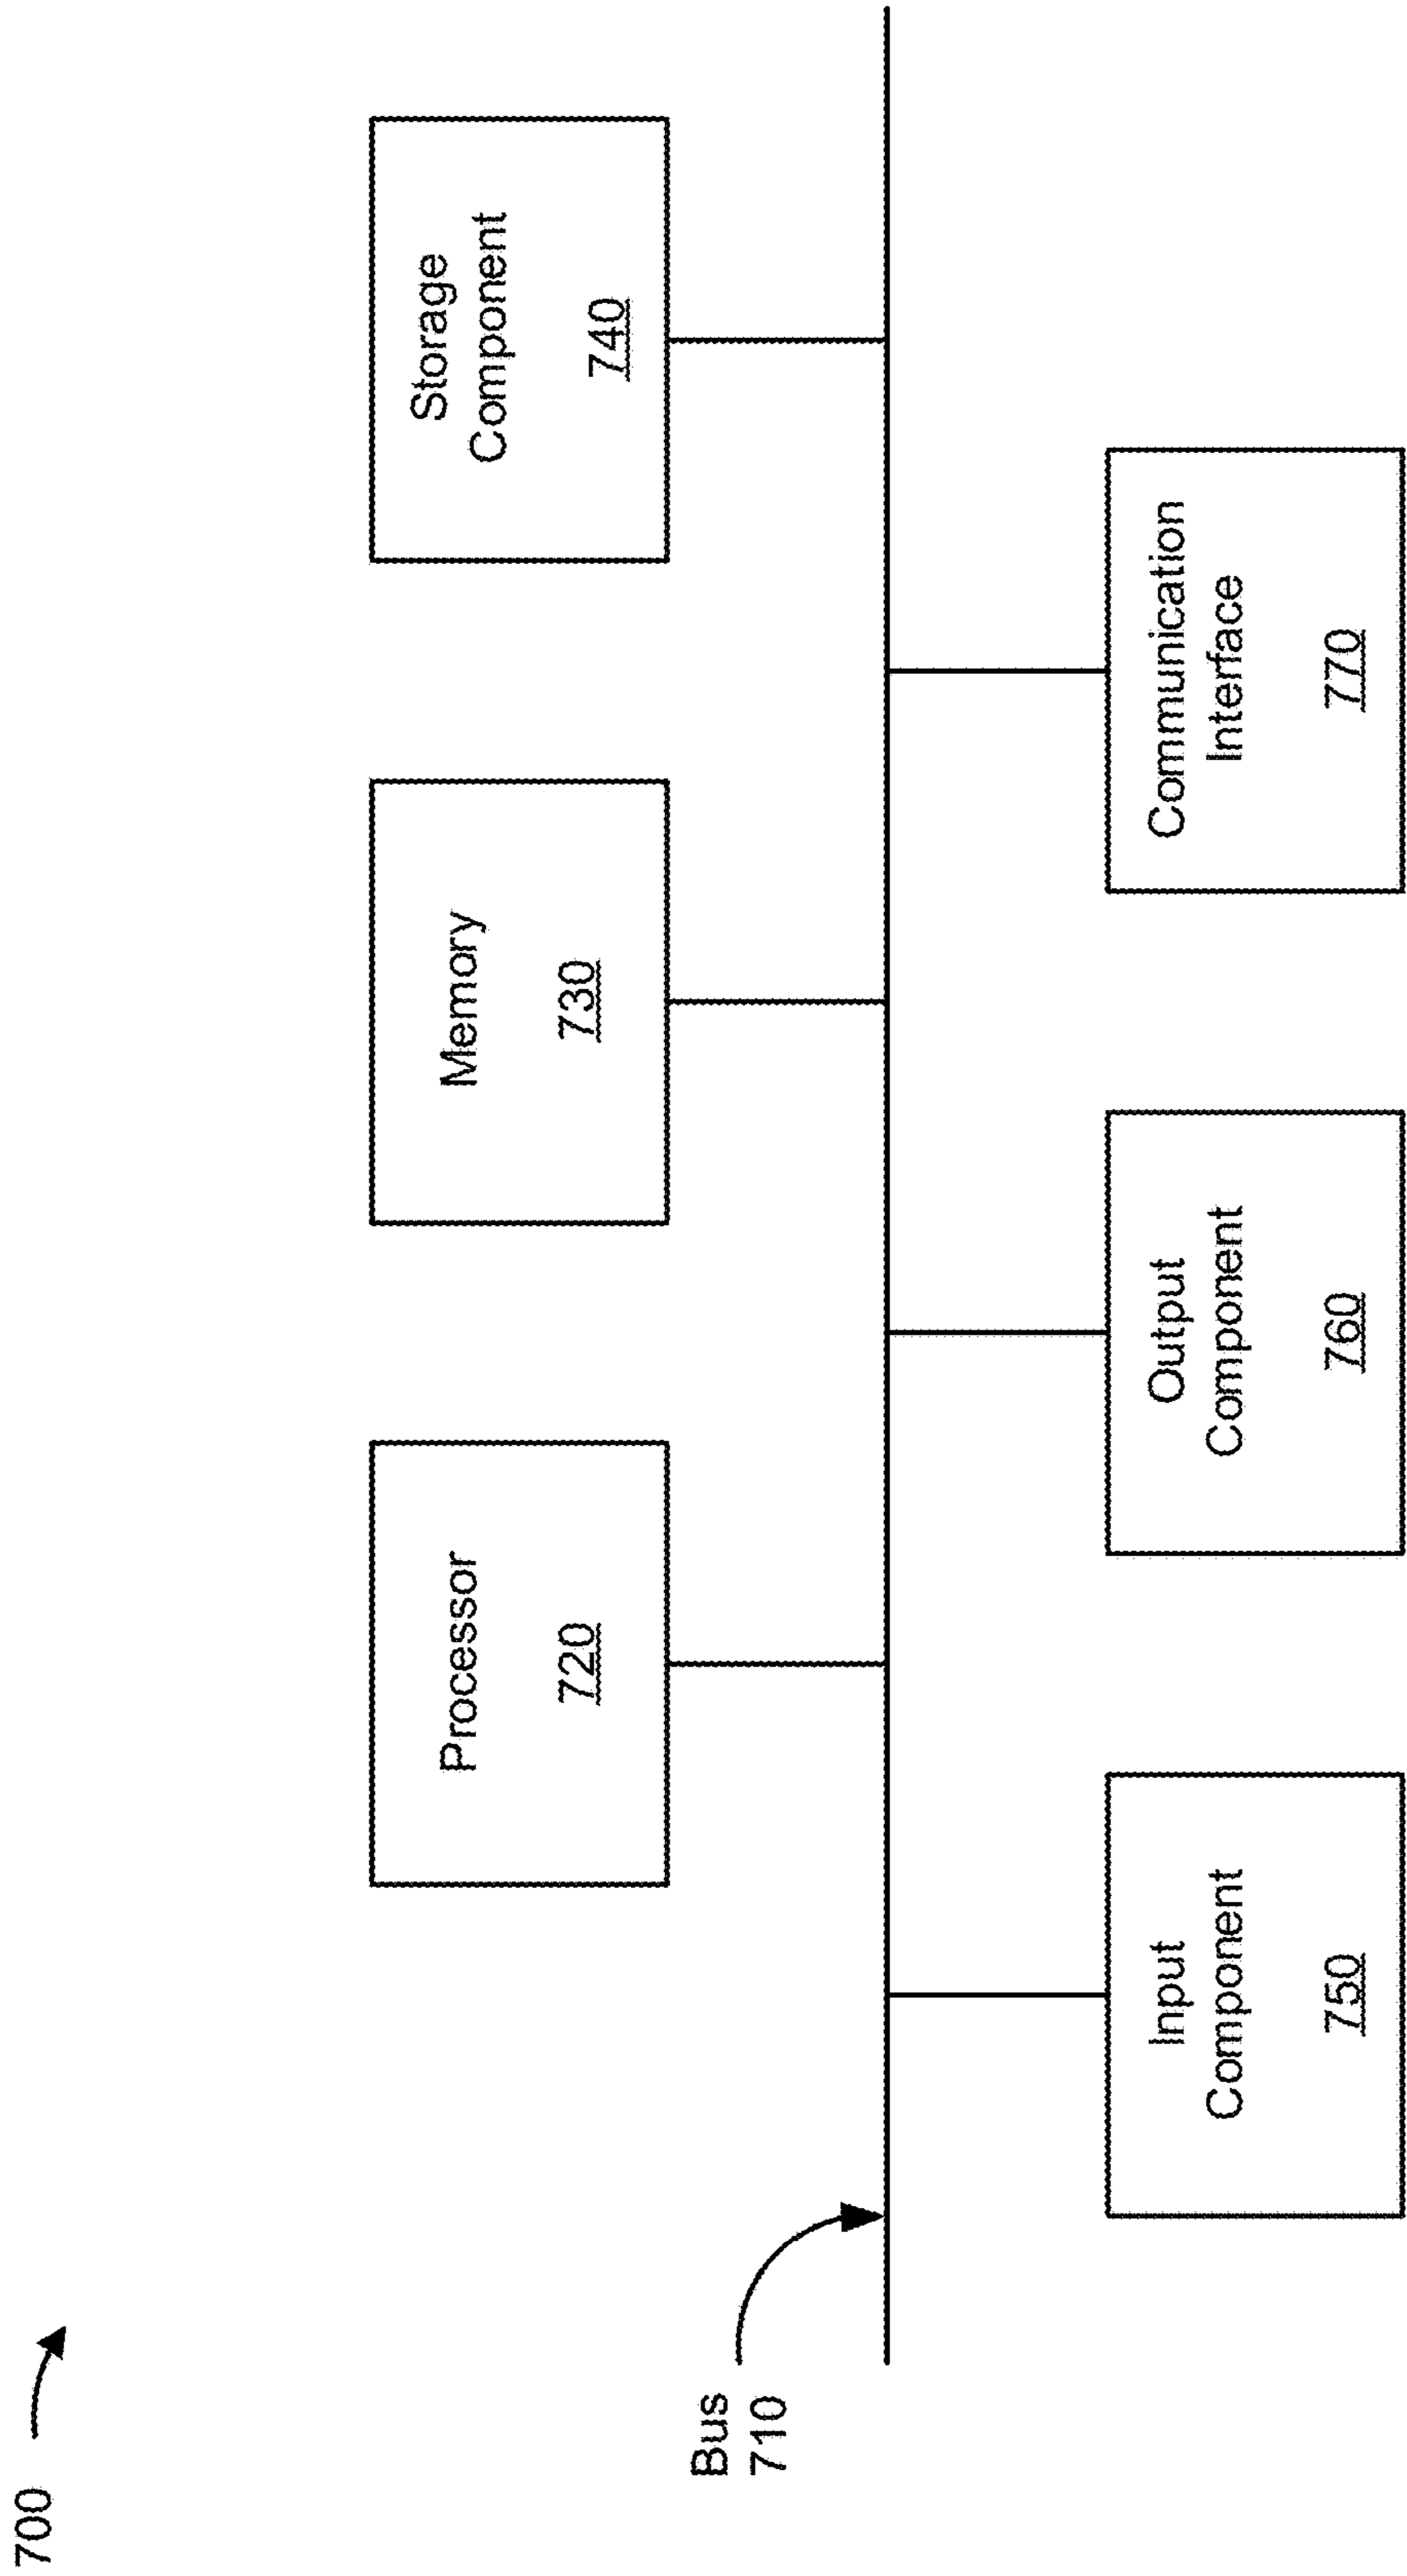 700
Processor
720
Memory
730
Storage
Component
740
Bus
710
Input
Component
750
Output
Component
760
Communication
Interface
770